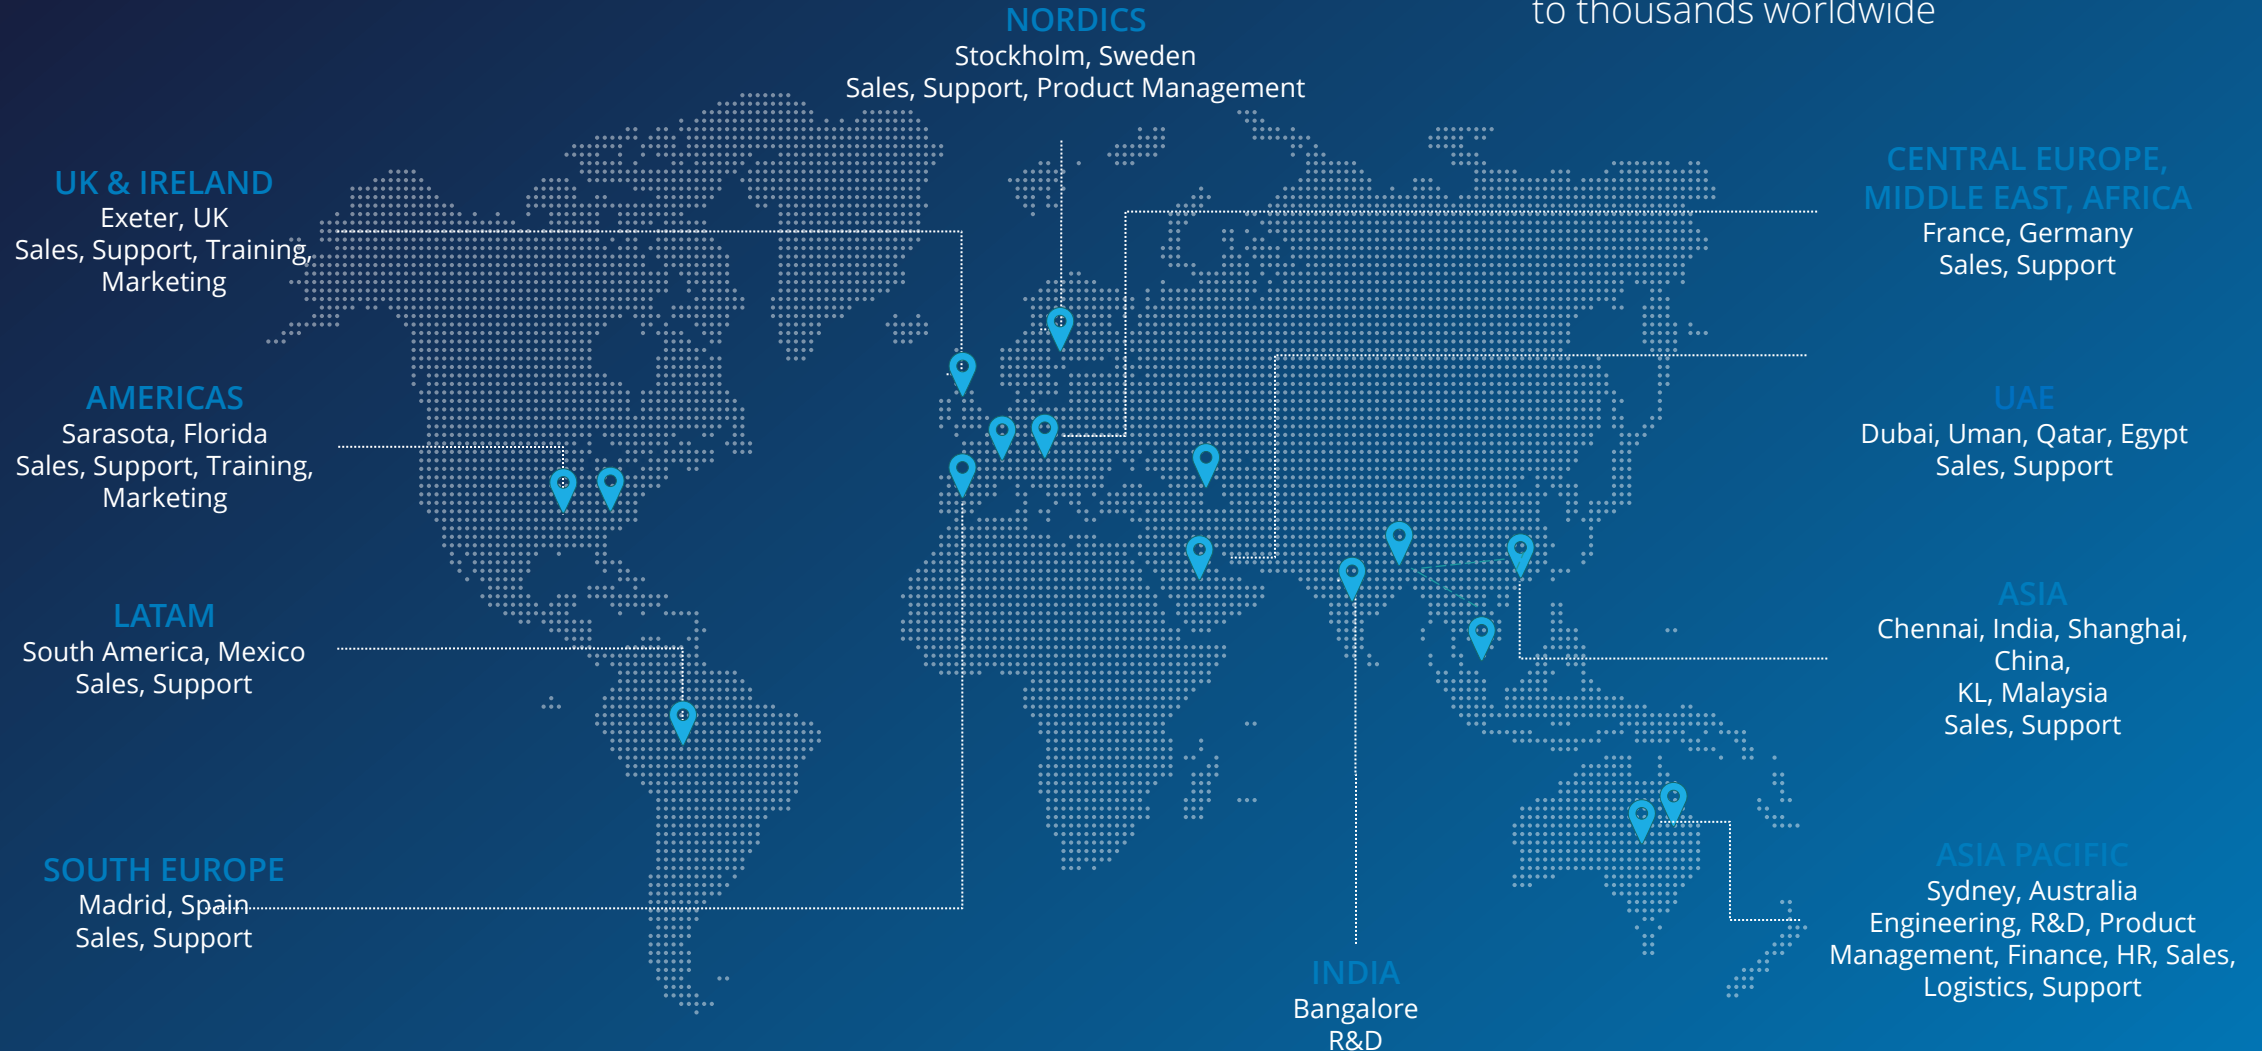 to thousands worldwide
NORDICS
Stockholm, Sweden
Sales, Support, Product Management
UK & IRELAND
Exeter, UK
Sales, Support, Training,
Marketing
AMERICAS
Sarasota, Florida
Sales, Support, Training,
Marketing
LATAM
South America, Mexico
Sales, Support
SOUTH EUROPE
Madrid, Spain
Sales, Support
INDIA
Bangalore
R&D
CENTRAL EUROPE,
MIDDLE EAST, AFRICA
France, Germany
Sales, Support
UAE
Dubai, Uman, Qatar, Egypt
Sales, Support
ASIA
Chennai, India, Shanghai,
China,
KL, Malaysia
Sales, Support
ASIA PACIFIC
Sydney, Australia
Engineering, R&D, Product
Management, Finance, HR, Sales,
Logistics, Support